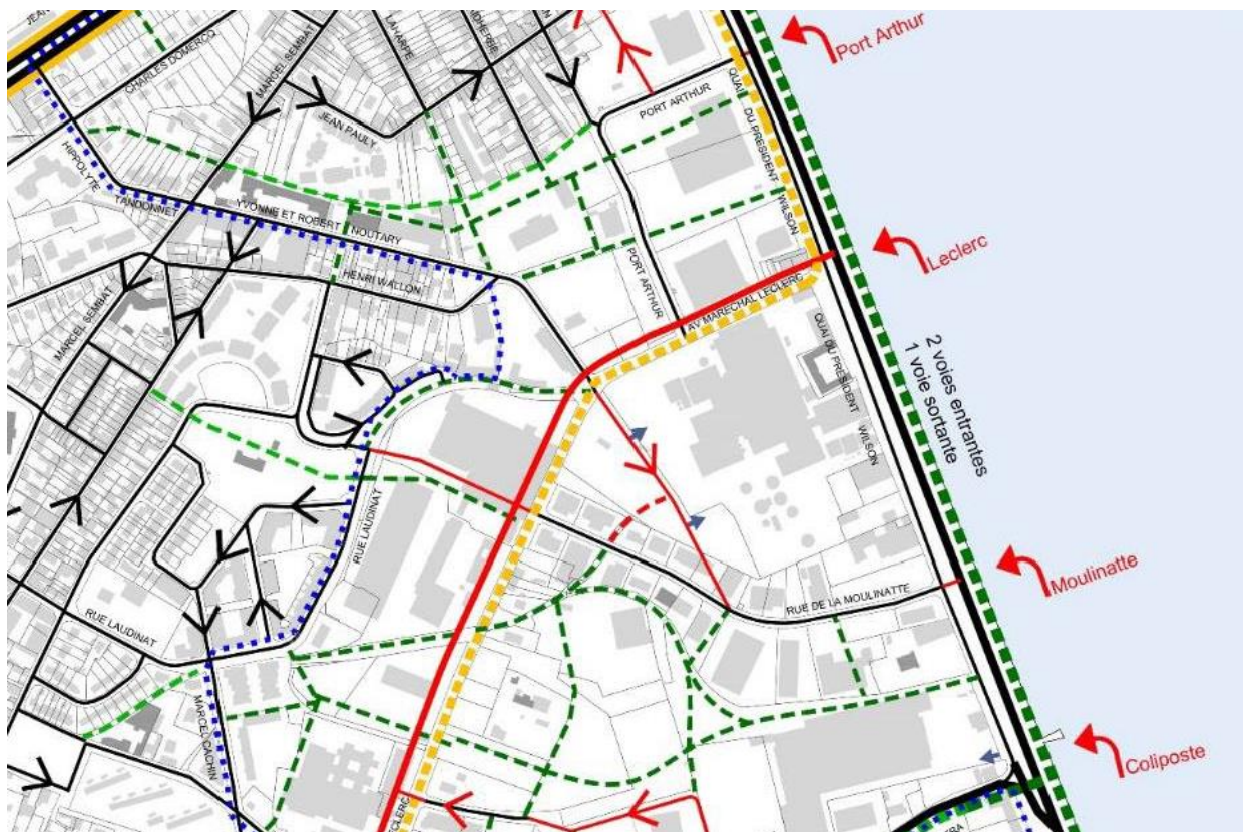 CHARLES DOMERCQ
MARCEL SEMBAT
LAHARPE
Port Arthur
JEAN PAULY
PORT ARTHUR
QUAI
DU PRESIDENT
WILSON
HIPPOLYTE
TANDONNET
YVONNE ET ROBERT
NOUTARY
HENRI WALLON
PORT ARTHUR
Leclerc
AV MARECHAL LECLERC
MARCEL SEMBAT
QUAI DU PRESIDENT
WILSON
2 voies entrantes
1 voie sortante
RUE LAUDINAT
Moulinatte
RUE DE LA MOULINATTE
RUE LAUDINAT
MARCEL CACHIN
Coliposte